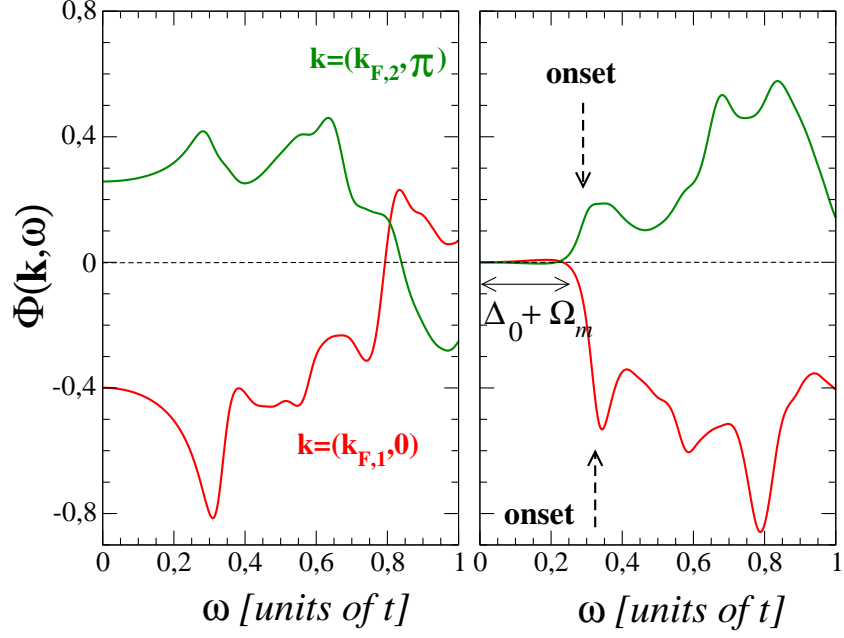 0,8
0,4
0
-0,4
-0,8
Φ(k,ω)
k=(k_F,2,π)
k=(k_F,1,0)
0 0,2 0,4 0,6 0,8 1
ω [units of t]
onset
Δ_0 + Ω_m
onset
0 0,2 0,4 0,6 0,8 1
ω [units of t]